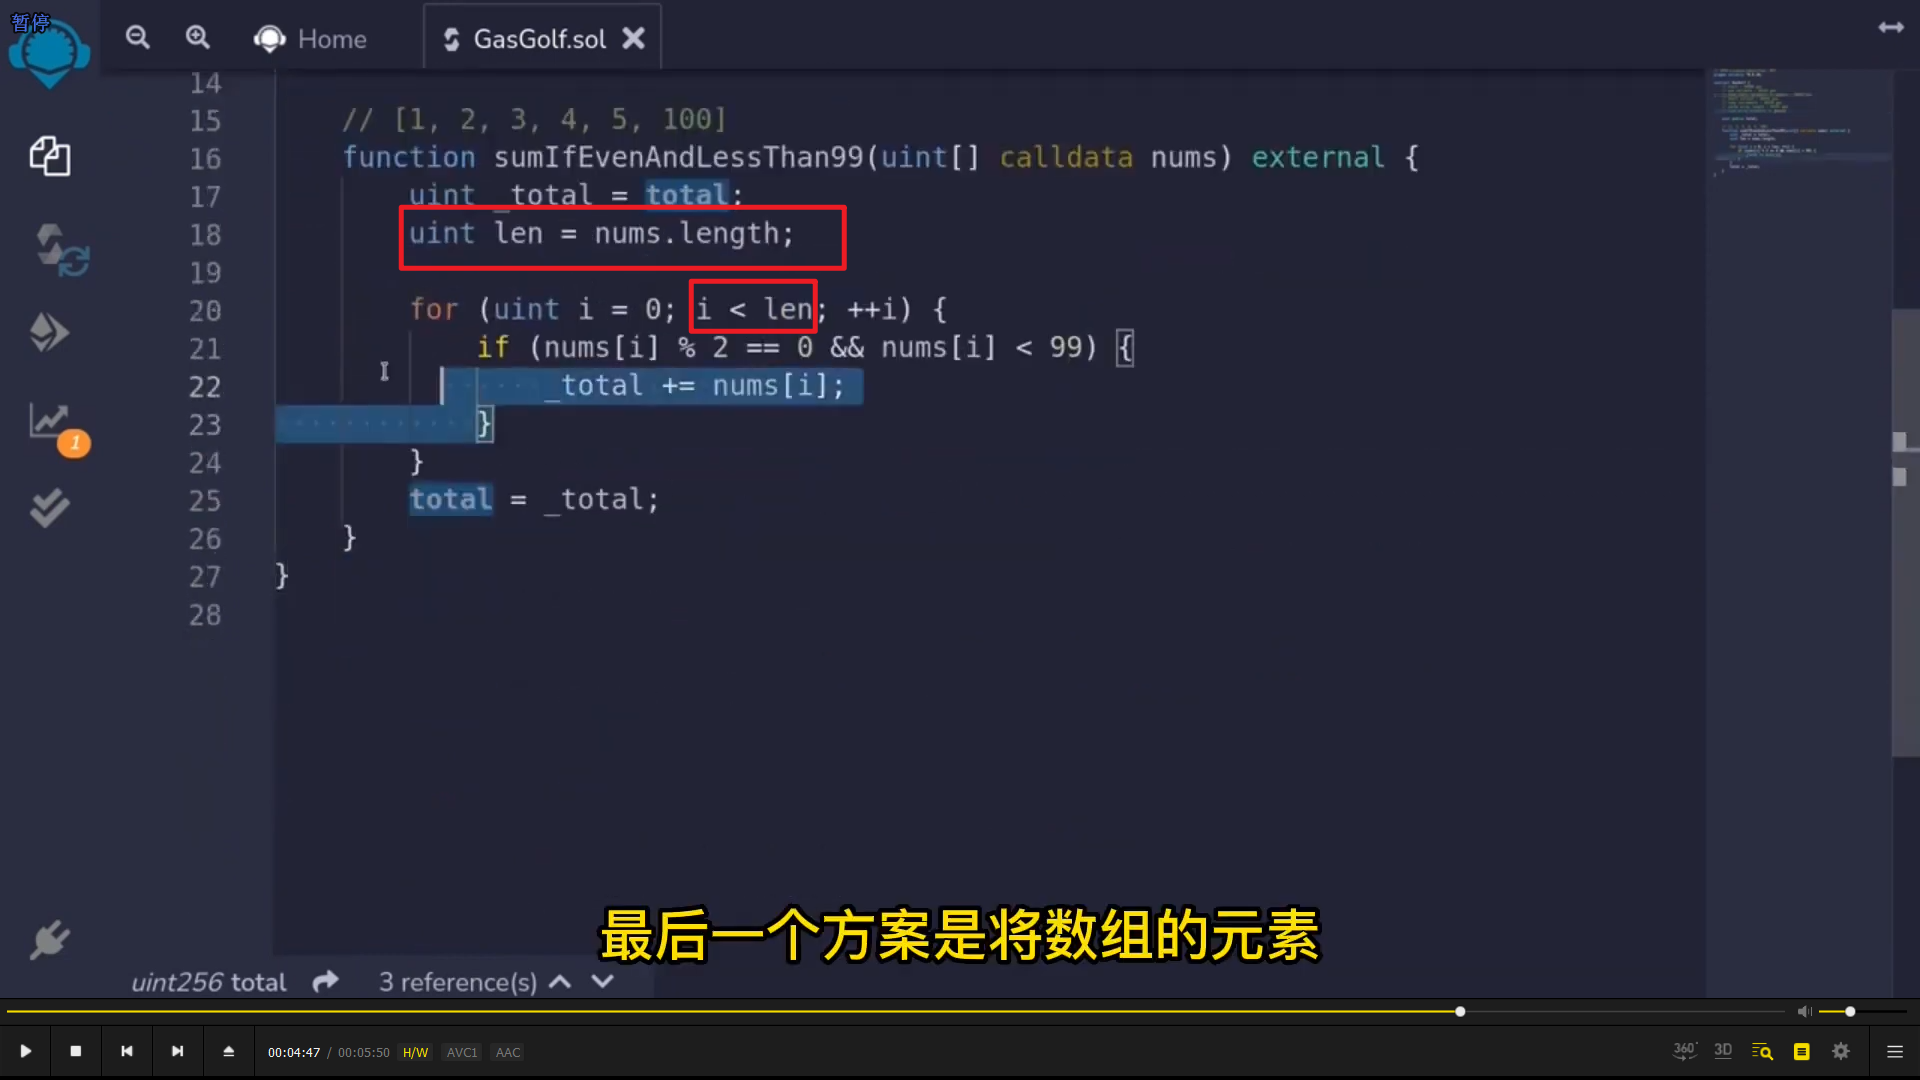 暂停
Home
GasGolf.sol
14
15 // [1, 2, 3, 4, 5, 100]
16 function sumIfEvenAndLessThan99(uint[] calldata nums) external {
17 uint _total = total;
18 uint len = nums.length;
19
20 for (uint i = 0; i < len; ++i) {
21 if (nums[i] % 2 == 0 && nums[i] < 99) {
22 _total += nums[i];
23 }
24 }
25 total = _total;
26 }
27 }
28
1
最后一个方案是将数组的元素
uint256 total 3 reference(s)
00:04:47 / 00:05:50 H/W AVC1 AAC
360° 3D